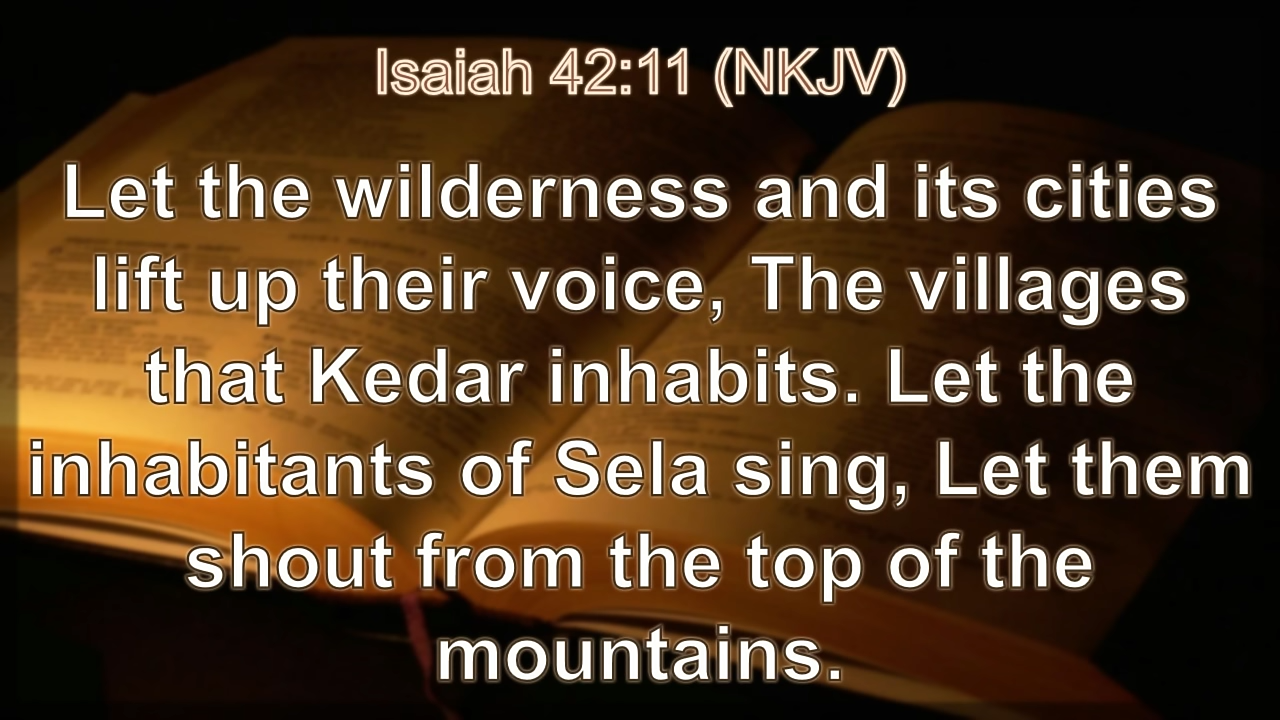 Isaiah 42:11 (NKJV)
Let the wilderness and its cities
lift up their voice, The villages
that Kedar inhabits. Let the
inhabitants of Sela sing, Let them
shout from the top of the
mountains.